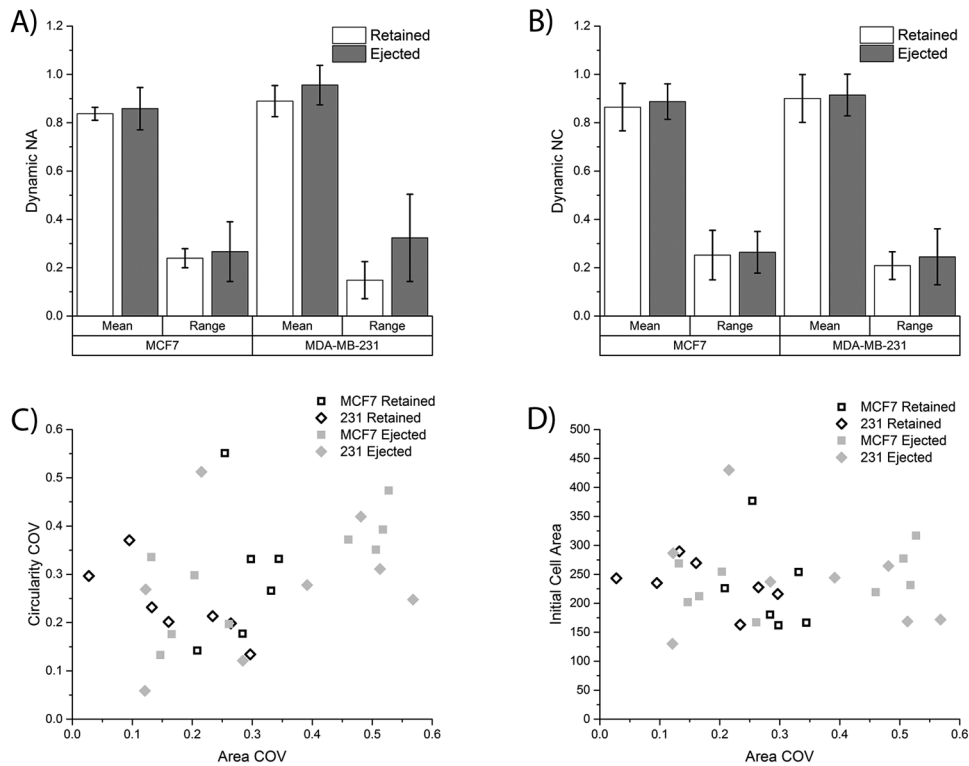 A)
Retained
Ejected
Dynamic NA
1.2
1.0
0.8
0.6
0.4
0.2
0.0
Mean
Range
Mean
Range
MCF7
MDA-MB-231
B)
Retained
Ejected
Dynamic NC
1.2
1.0
0.8
0.6
0.4
0.2
0.0
Mean
Range
Mean
Range
MCF7
MDA-MB-231
C)
MCF7 Retained
231 Retained
MCF7 Ejected
231 Ejected
Circularity COV
0.6
0.5
0.4
0.3
0.2
0.1
0.0
0.0 0.1 0.2 0.3 0.4 0.5 0.6
Area COV
D)
MCF7 Retained
231 Retained
MCF7 Ejected
231 Ejected
Initial Cell Area
500
450
400
350
300
250
200
150
100
50
0
0.0 0.1 0.2 0.3 0.4 0.5 0.6
Area COV